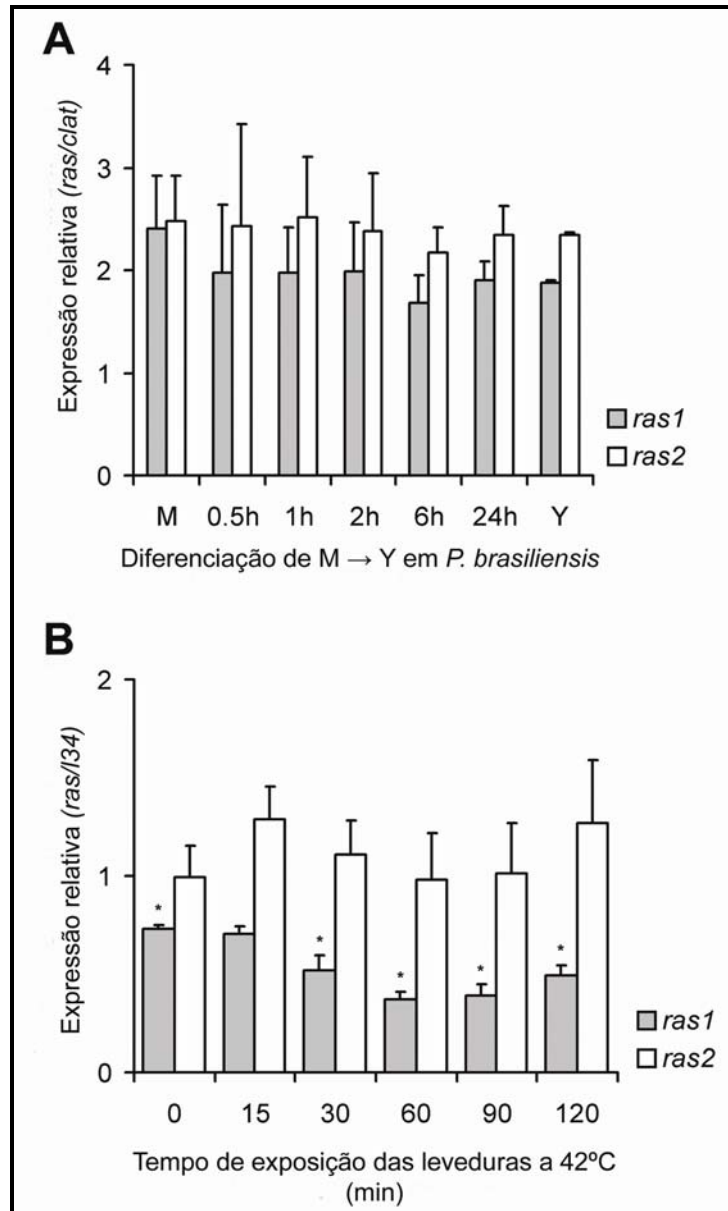 A
Expressão relativa (ras/clat)
4
3
2
1
0
M 0.5h 1h 2h 6h 24h Y
Diferenciação de M → Y em P. brasiliensis
ras1
ras2
B
Expressão relativa (ras/l34)
2
1
0
* * * * *
0 15 30 60 90 120
Tempo de exposição das leveduras a 42ºC
(min)
ras1
ras2